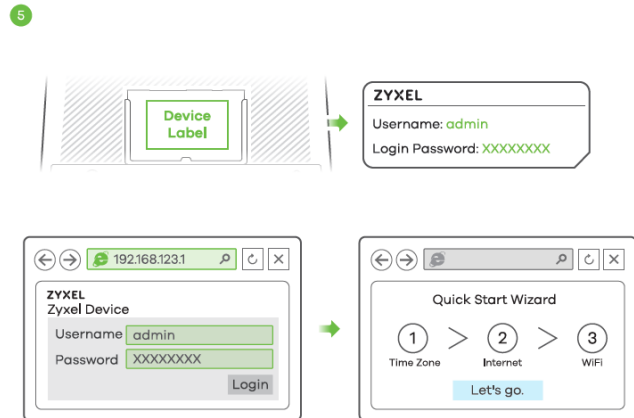 5
Device
Label
ZYXEL
Username: admin
Login Password: XXXXXXXX
192.168.123.1
ZYXEL
Zyxel Device
Username admin
Password XXXXXXXX
Login
Quick Start Wizard
1 > 2 > 3
Time Zone Internet WiFi
Let's go.